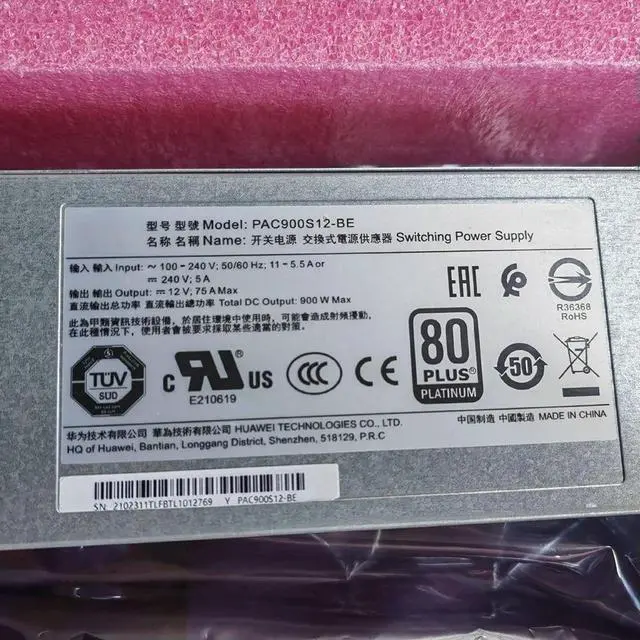 型号 型號 Model: PAC900S12-BE
名称 名稱 Name: 开关电源 交換式電源供應器 Switching Power Supply
输入 輸入 Input: ~ 100-240V; 50/60 Hz; 11-5.5A or
⎓ 240V; 5A
输出 輸出 Output: ⎓ 12V; 75A Max
直流输出总功率 直流輸出總功率 Total DC Output: 900 W Max
此為甲類資訊技術設備，於居住環境中使用時，可能會造成射頻擾動，
在此種情況下，使用者會被要求採取某些適當的對策。
EAC
R36368
RoHS
TÜV
SÜD
c RU US
E210619
CCC
CE
80
PLUS
PLATINUM
50
华为技术有限公司 華為技術有限公司 HUAWEI TECHNOLOGIES CO., LTD.
HQ of Huawei, Bantian, Longgang District, Shenzhen, 518129, P.R.C
中国制造 中國製造 MADE IN CHINA
SN: 2102311TLFBTL1012769 Y PAC900S12-BE